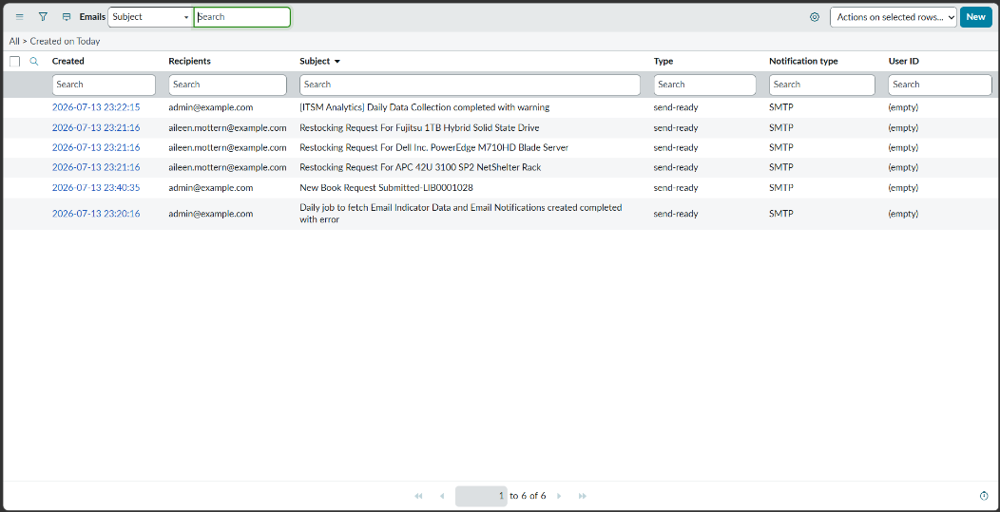 Emails Subject Search Actions on selected rows... New
All > Created on Today
Created Recipients Subject Type Notification type User ID
Search Search Search Search Search Search
2026-07-13 23:22:15 admin@example.com [ITSM Analytics] Daily Data Collection completed with warning send-ready SMTP (empty)
2026-07-13 23:21:16 aileen.mottern@example.com Restocking Request For Fujitsu 1TB Hybrid Solid State Drive send-ready SMTP (empty)
2026-07-13 23:21:16 aileen.mottern@example.com Restocking Request For Dell Inc. PowerEdge M710HD Blade Server send-ready SMTP (empty)
2026-07-13 23:21:16 aileen.mottern@example.com Restocking Request For APC 42U 3100 SP2 NetShelter Rack send-ready SMTP (empty)
2026-07-13 23:40:35 admin@example.com New Book Request Submitted-LIB0001028 send-ready SMTP (empty)
2026-07-13 23:20:16 admin@example.com Daily job to fetch Email Indicator Data and Email Notifications created completed send-ready SMTP (empty)
with error
1 to 6 of 6